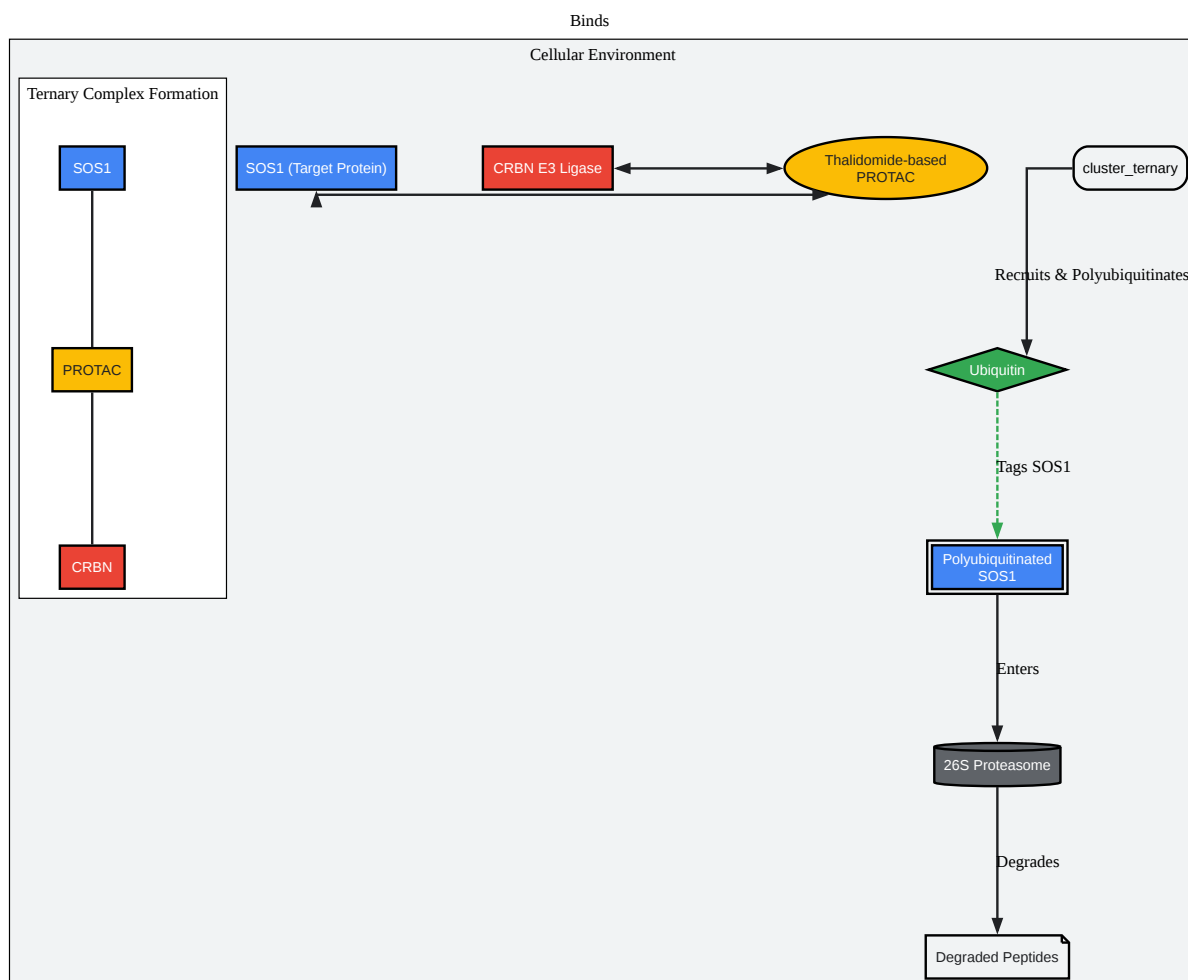 Binds
Cellular Environment
Ternary Complex Formation
SOS1
SOS1 (Target Protein)
CRBN E3 Ligase
Thalidomide-based
PROTAC
cluster_ternary
Recruits & Polyubiquitinates
PROTAC
Ubiquitin
Tags SOS1
CRBN
Polyubiquitinated
SOS1
Enters
26S Proteasome
Degrades
Degraded Peptides